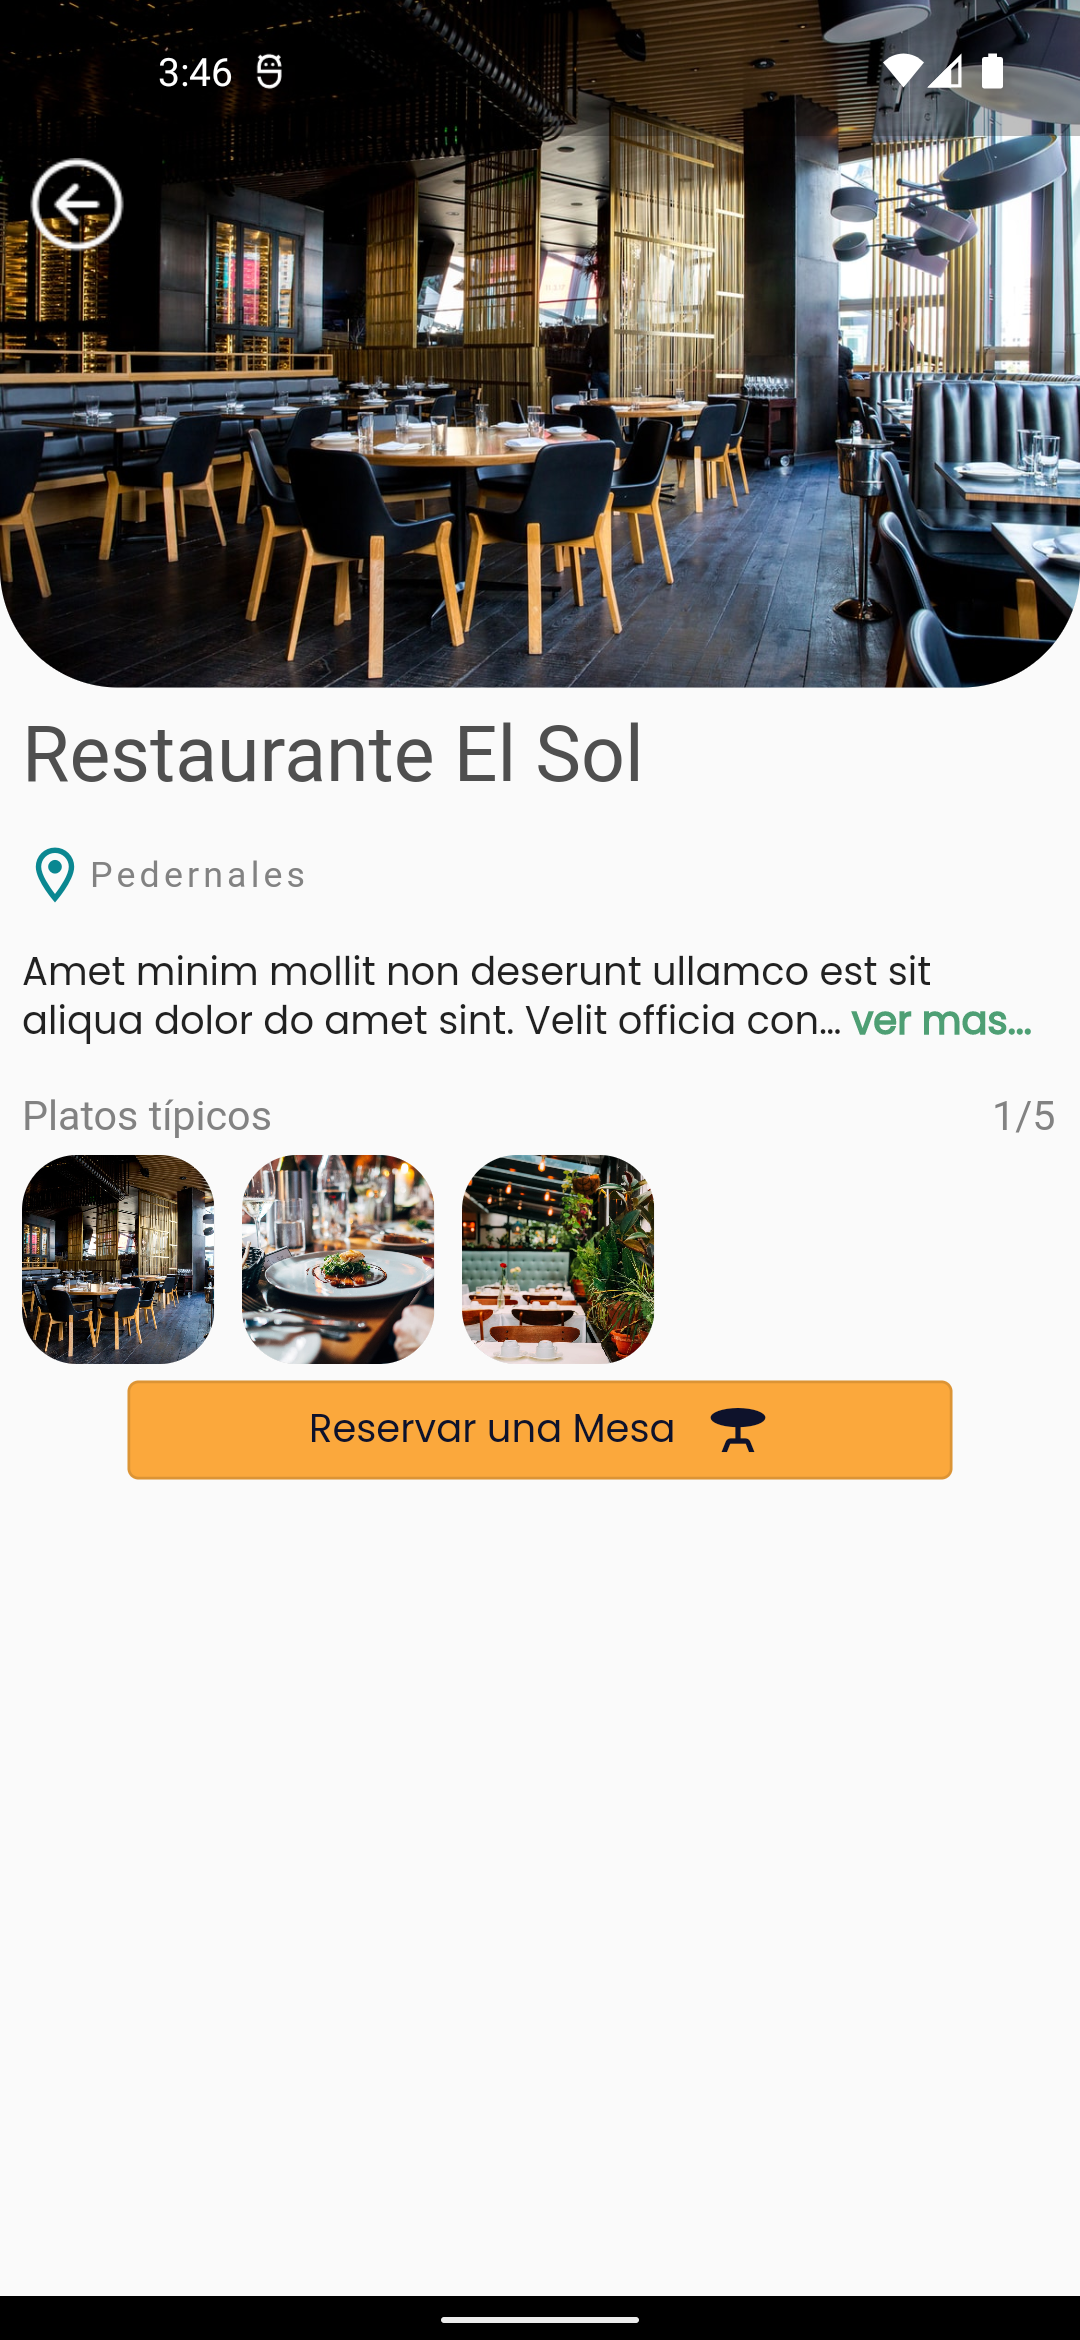 3:46
Restaurante El Sol
Pedernales
Amet minim mollit non deserunt ullamco est sit
aliqua dolor do amet sint. Velit officia con... ver mas...
Platos típicos 1/5
Reservar una Mesa